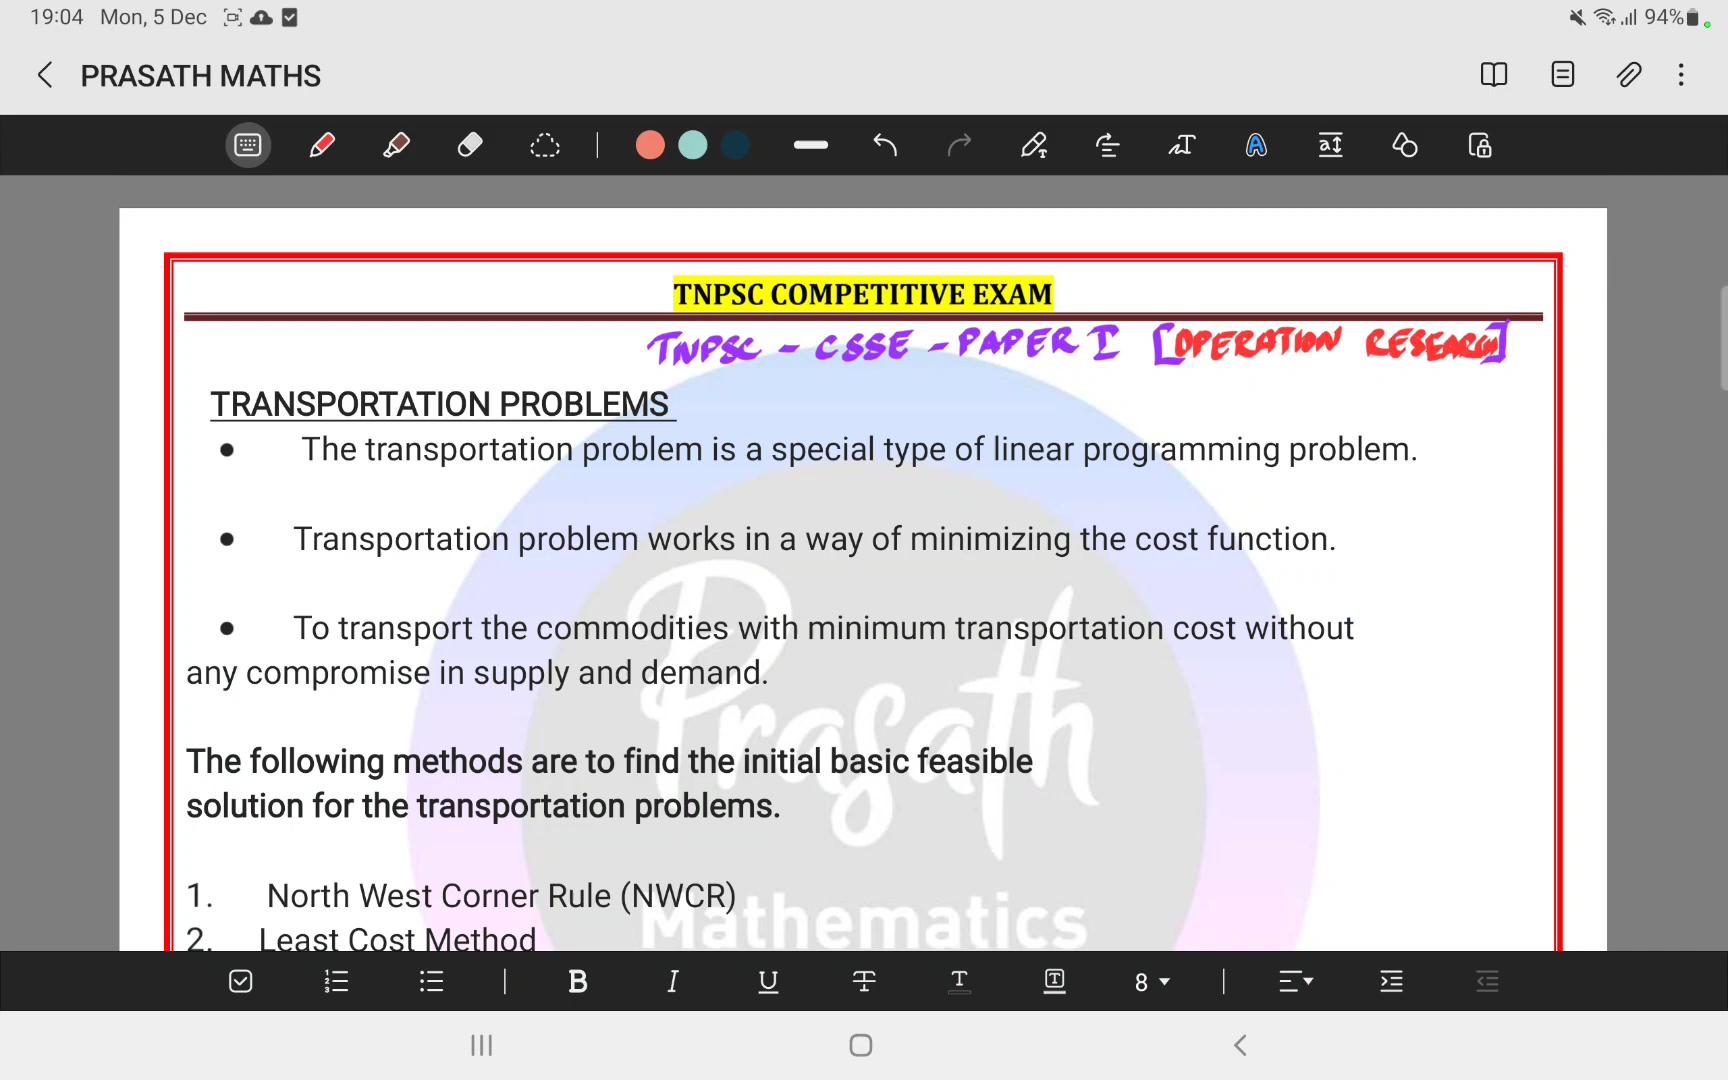 19:04 Mon, 5 Dec
94%
PRASATH MATHS
TNPSC COMPETITIVE EXAM
TNPSC - CSSE - PAPER I [OPERATION RESEARCH]
TRANSPORTATION PROBLEMS
• The transportation problem is a special type of linear programming problem.
• Transportation problem works in a way of minimizing the cost function.
• To transport the commodities with minimum transportation cost without
any compromise in supply and demand.
The following methods are to find the initial basic feasible
solution for the transportation problems.
1. North West Corner Rule (NWCR)
2. Least Cost Method
Prasath
Mathematics
8